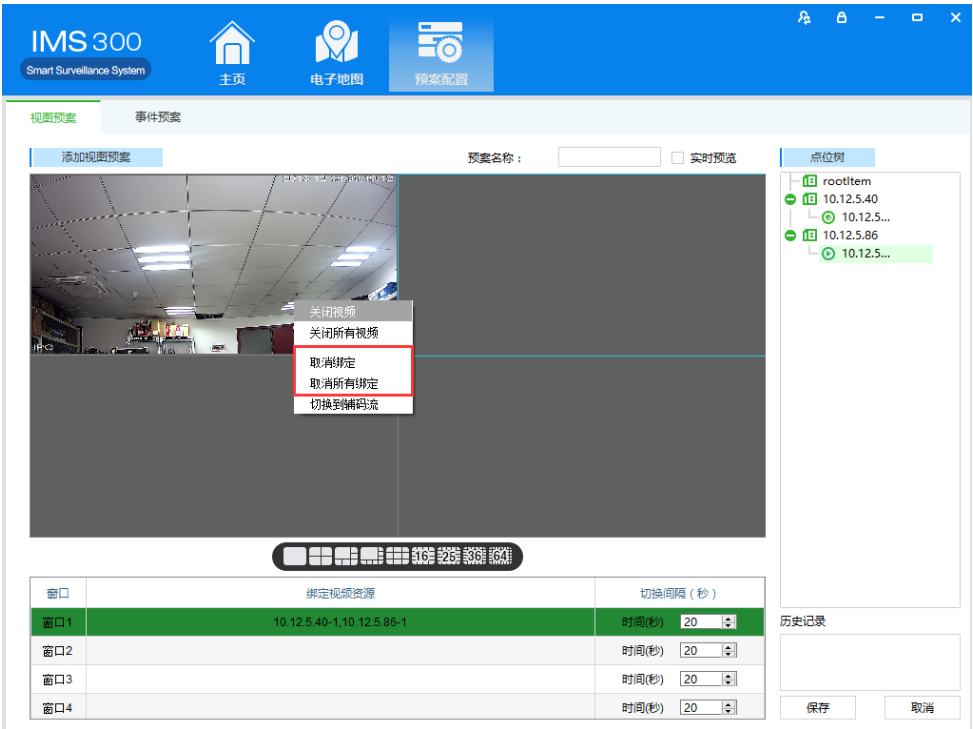 IMS 300
Smart Surveillance System
主页
电子地图
预案配置
视图预案
事件预案
添加视图预案
预案名称：
实时预览
点位树
rootItem
10.12.5.40
10.12.5...
10.12.5.86
10.12.5...
IPC
关闭视频
关闭所有视频
取消绑定
取消所有绑定
切换到辅码流
16 25 36 64
窗口 绑定视频资源 切换间隔（秒）
窗口1 10.12.5.40-1,10.12.5.86-1 时间(秒) 20
窗口2 时间(秒) 20
窗口3 时间(秒) 20
窗口4 时间(秒) 20
历史记录
保存 取消